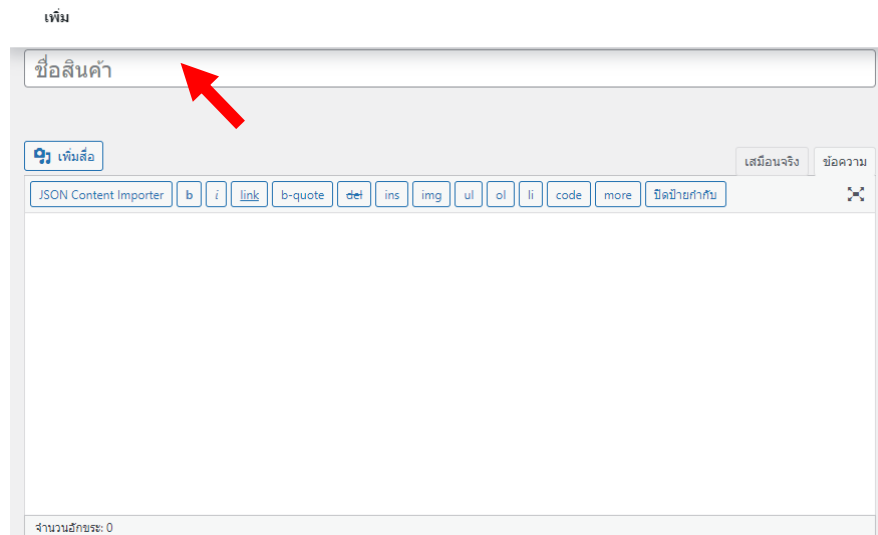 เพิ่ม
ชื่อสินค้า
เพิ่มสื่อ
เสมือนจริง ข้อความ
JSON Content Importer b i link b-quote del ins img ul ol li code more ปิดป้ายกำกับ
จำนวนอักขระ: 0